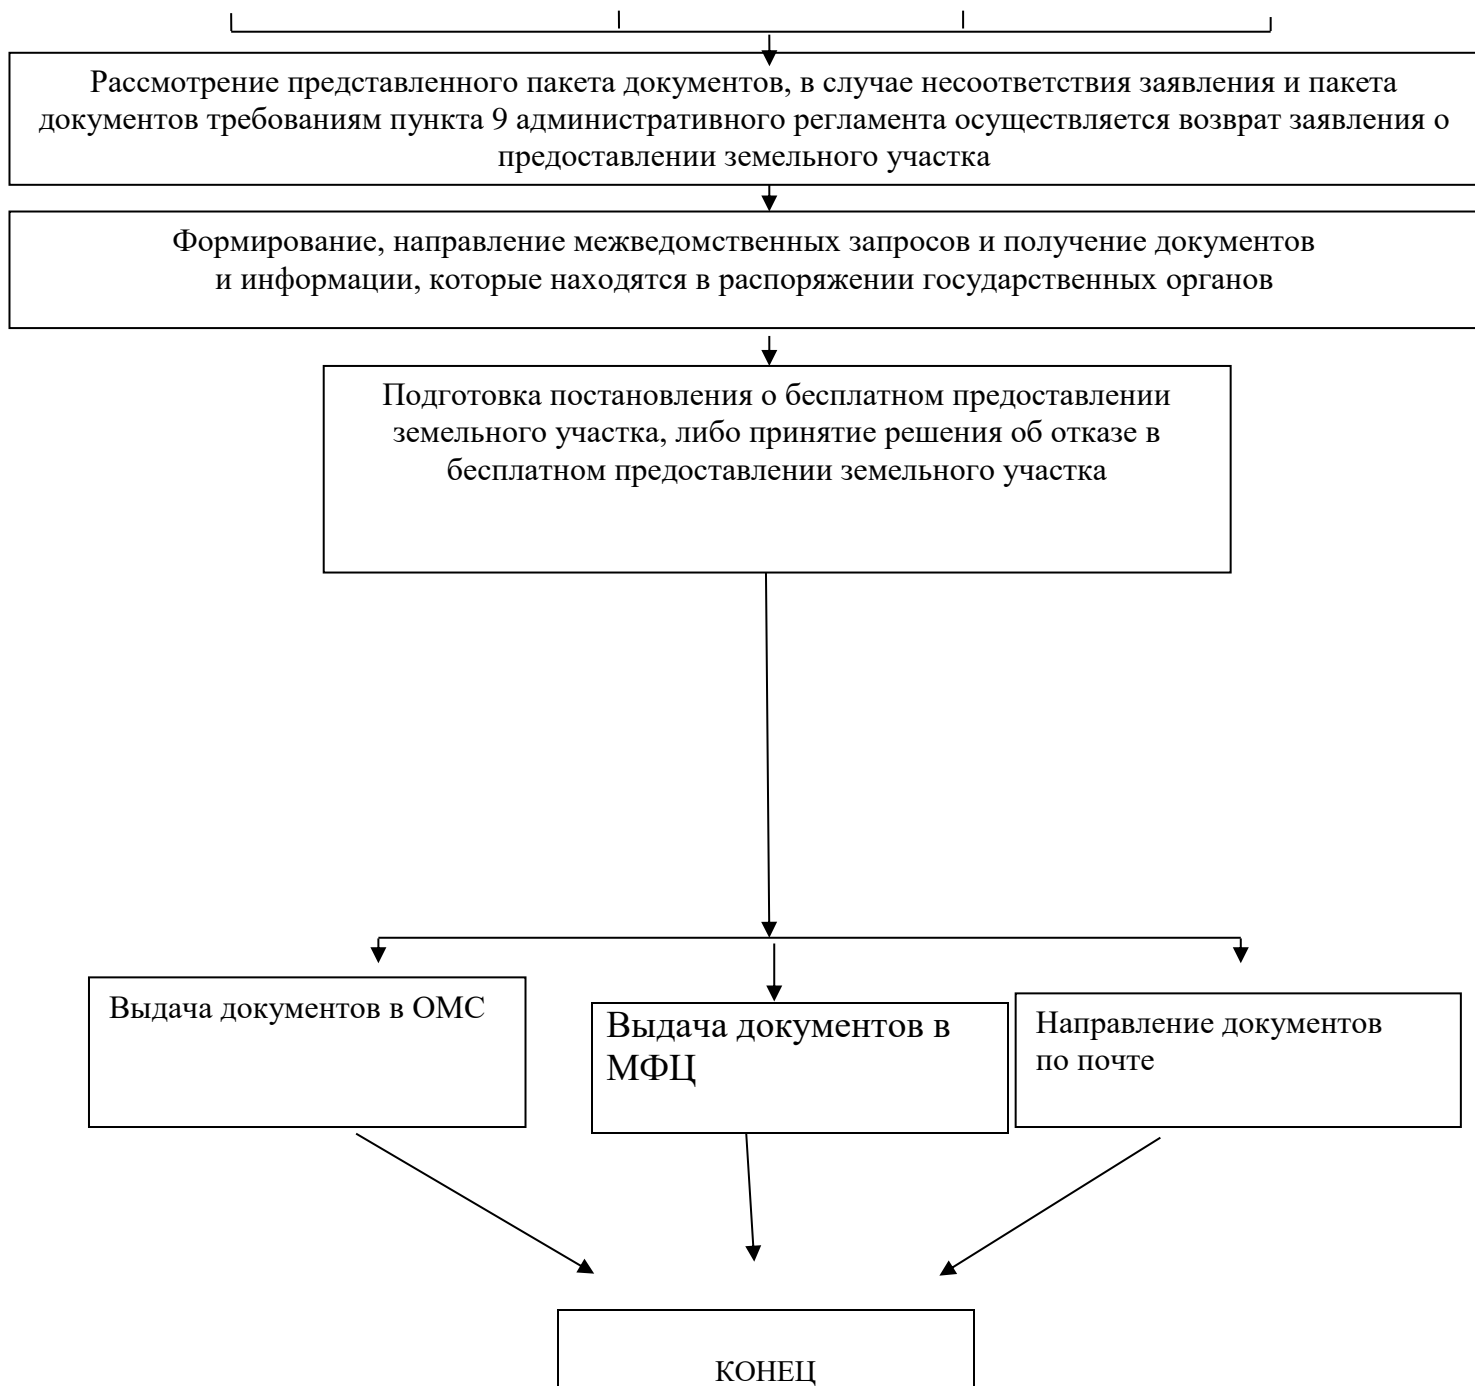 Рассмотрение представленного пакета документов, в случае несоответствия заявления и пакета
документов требованиям пункта 9 административного регламента осуществляется возврат заявления о
предоставлении земельного участка
Формирование, направление межведомственных запросов и получение документов
и информации, которые находятся в распоряжении государственных органов
Подготовка постановления о бесплатном предоставлении
земельного участка, либо принятие решения об отказе в
бесплатном предоставлении земельного участка
Выдача документов в ОМС
Выдача документов в
МФЦ
Направление документов
по почте
КОНЕЦ